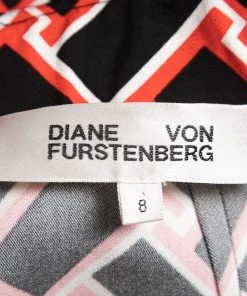 DIANE VON
FURSTENBERG
8